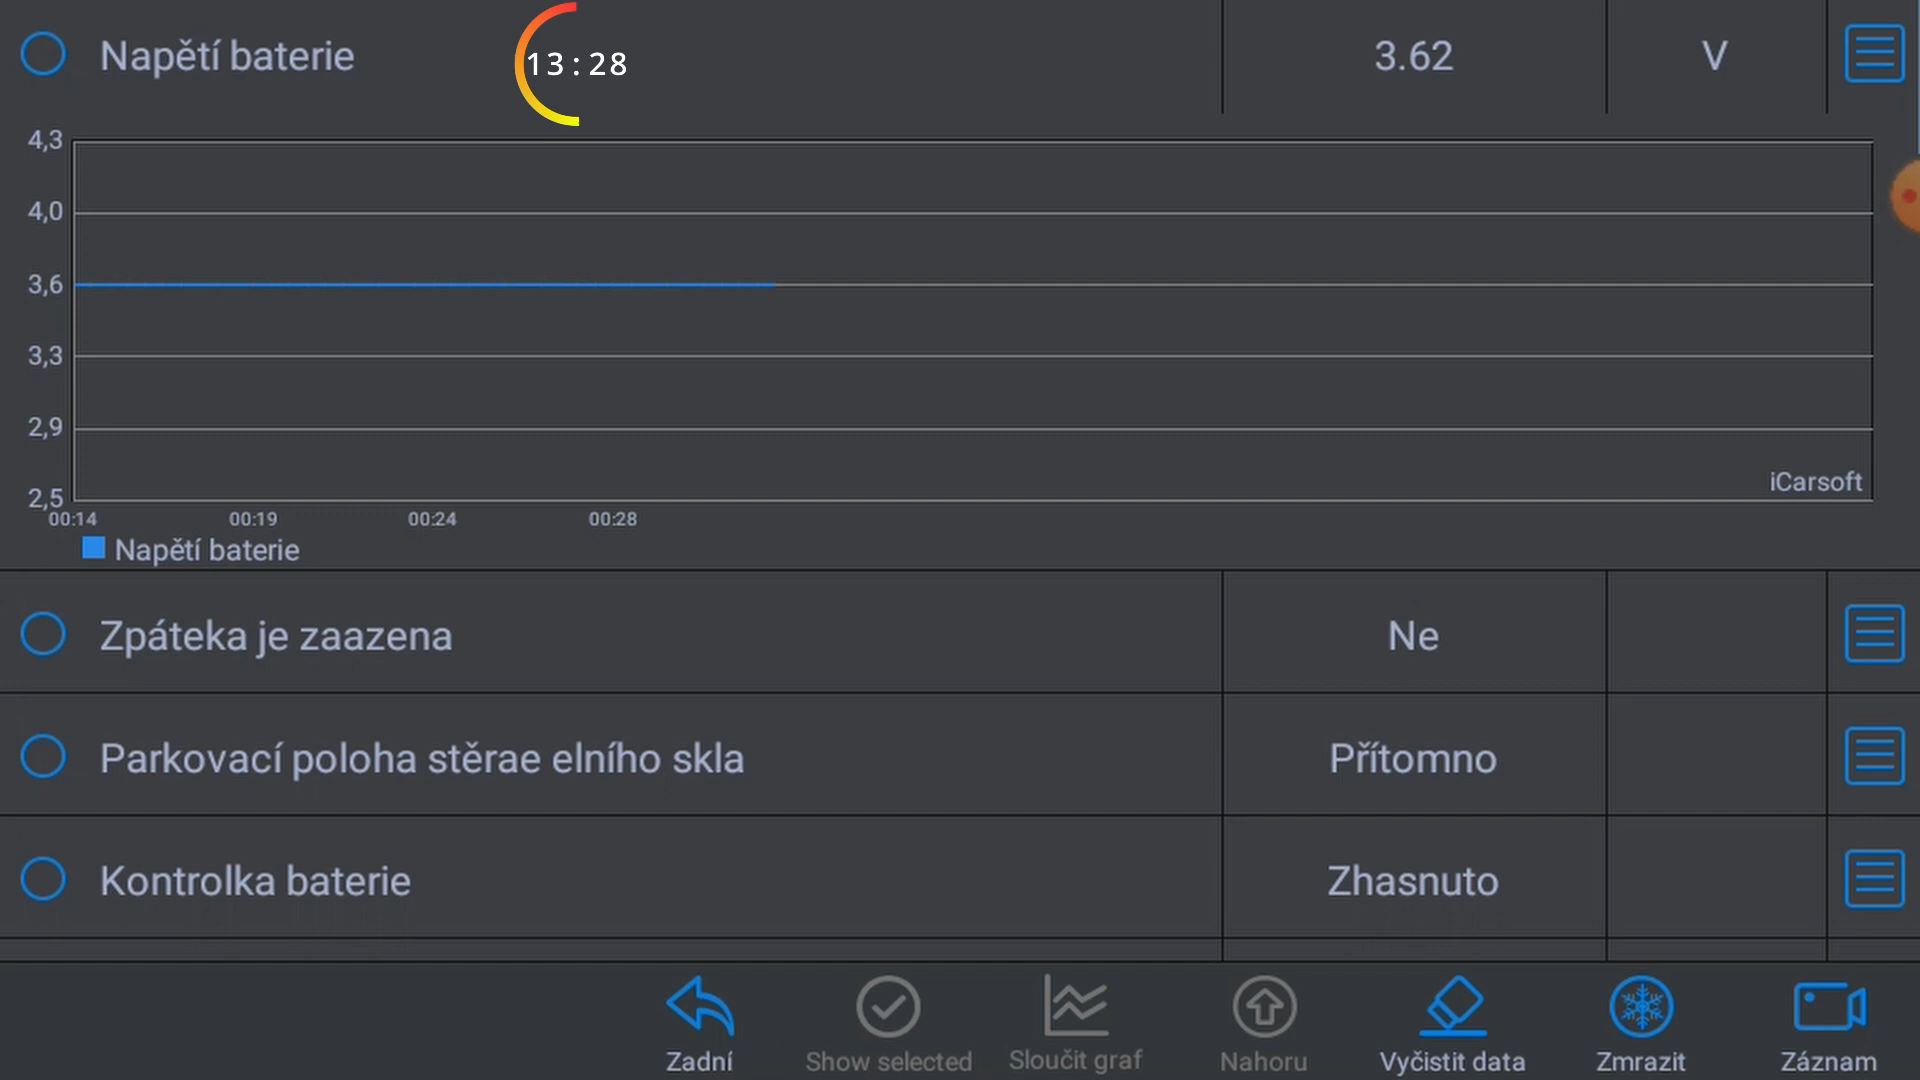 Napětí baterie
13:28
3.62
V
4,3
4,0
3,6
3,3
2,9
2,5
iCarsoft
00:14
00:19
00:24
00:28
Napětí baterie
Zpáteka je zaazena
Ne
Parkovací poloha stěrae elního skla
Přítomno
Kontrolka baterie
Zhasnuto
Zadní
Show selected
Sloučit graf
Nahoru
Vyčistit data
Zmrazit
Záznam